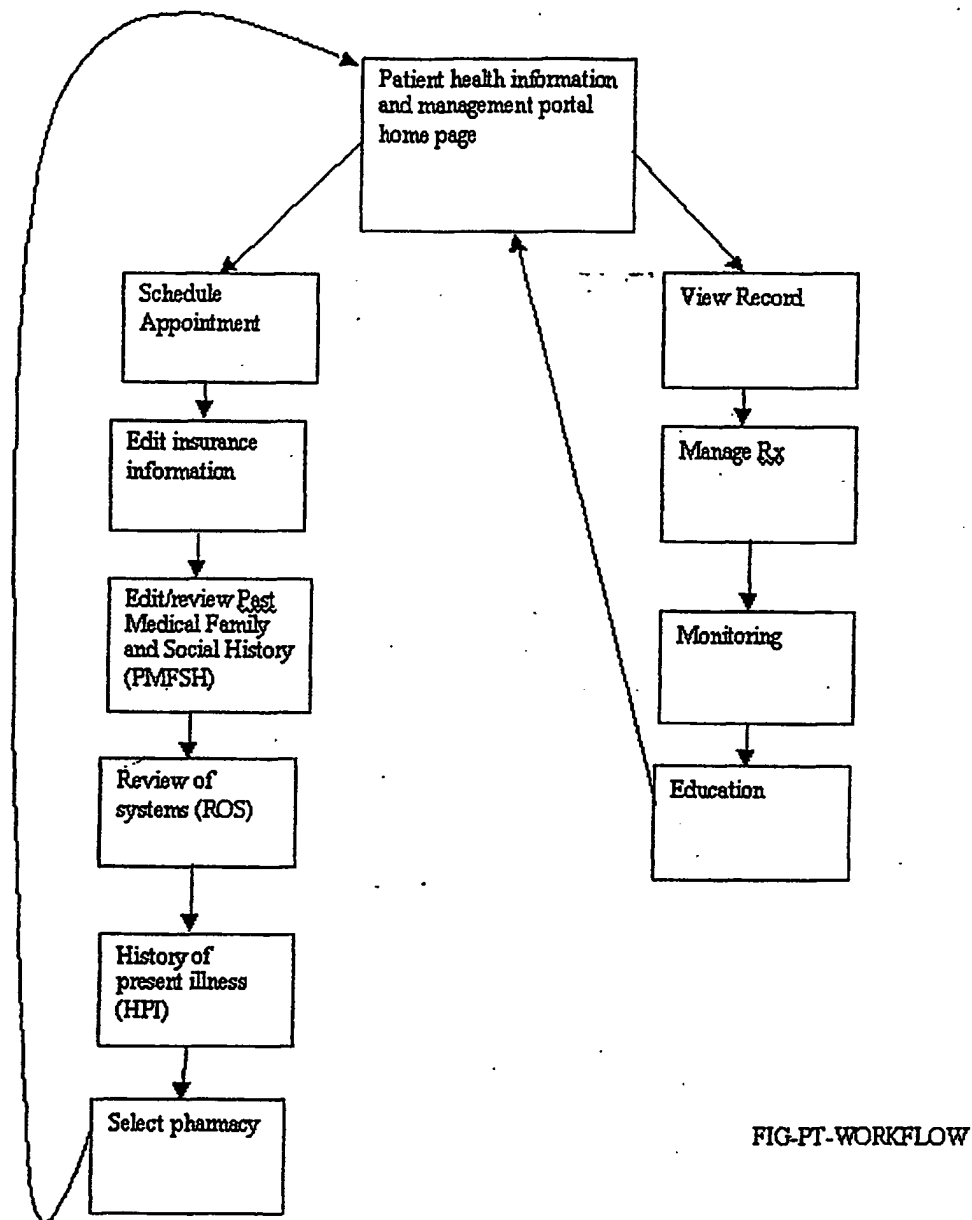 Patient health information
and management portal
home page
Schedule
Appointment
Edit insurance
information
Edit/review Past
Medical Family
and Social History
(PMFSH)
Review of
systems (ROS)
History of
present illness
(HPI)
Select pharmacy
View Record
Manage Rx
Monitoring
Education
FIG-PT-WORKFLOW